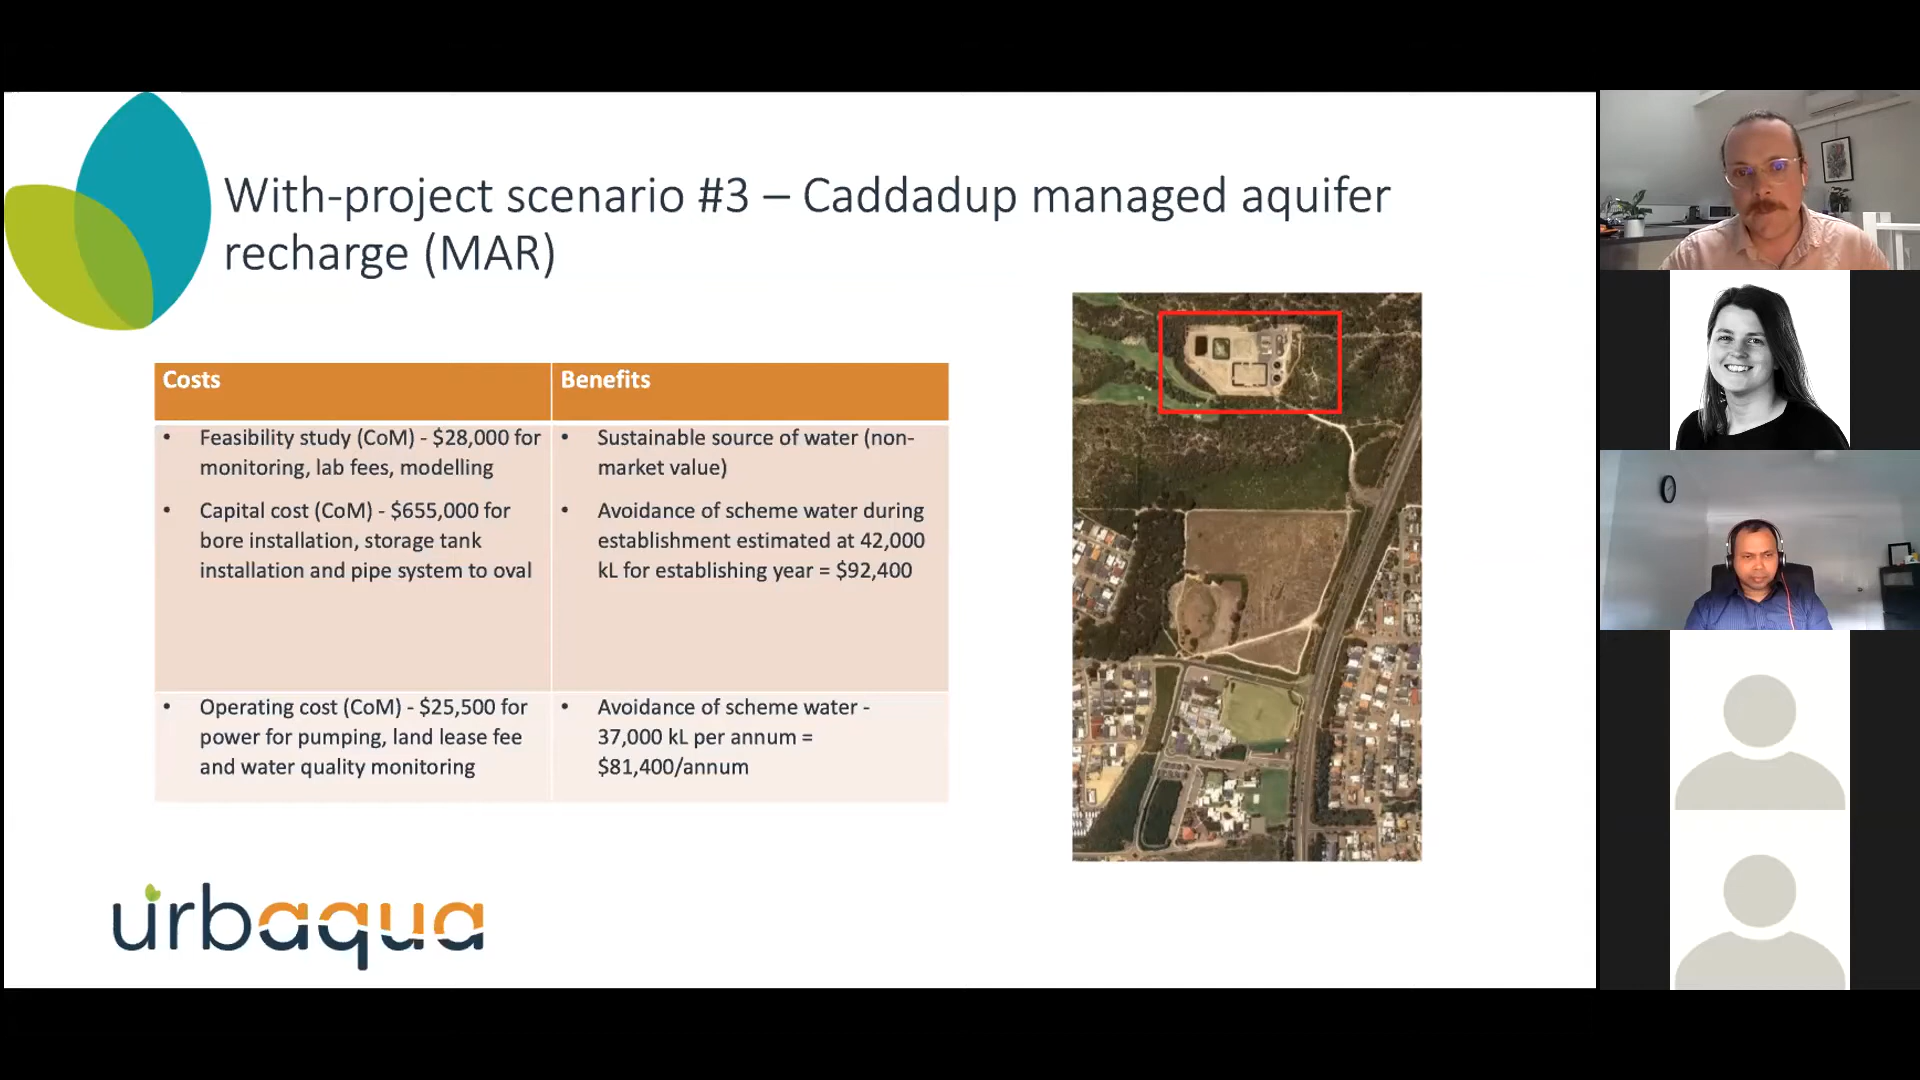 With-project scenario #3 – Caddadup managed aquifer
recharge (MAR)
Costs
Benefits
• Feasibility study (CoM) - $28,000 for
monitoring, lab fees, modelling
• Capital cost (CoM) - $655,000 for
bore installation, storage tank
installation and pipe system to oval
• Sustainable source of water (non-
market value)
• Avoidance of scheme water during
establishment estimated at 42,000
kL for establishing year = $92,400
• Operating cost (CoM) - $25,500 for
power for pumping, land lease fee
and water quality monitoring
• Avoidance of scheme water -
37,000 kL per annum =
$81,400/annum
urbaqua